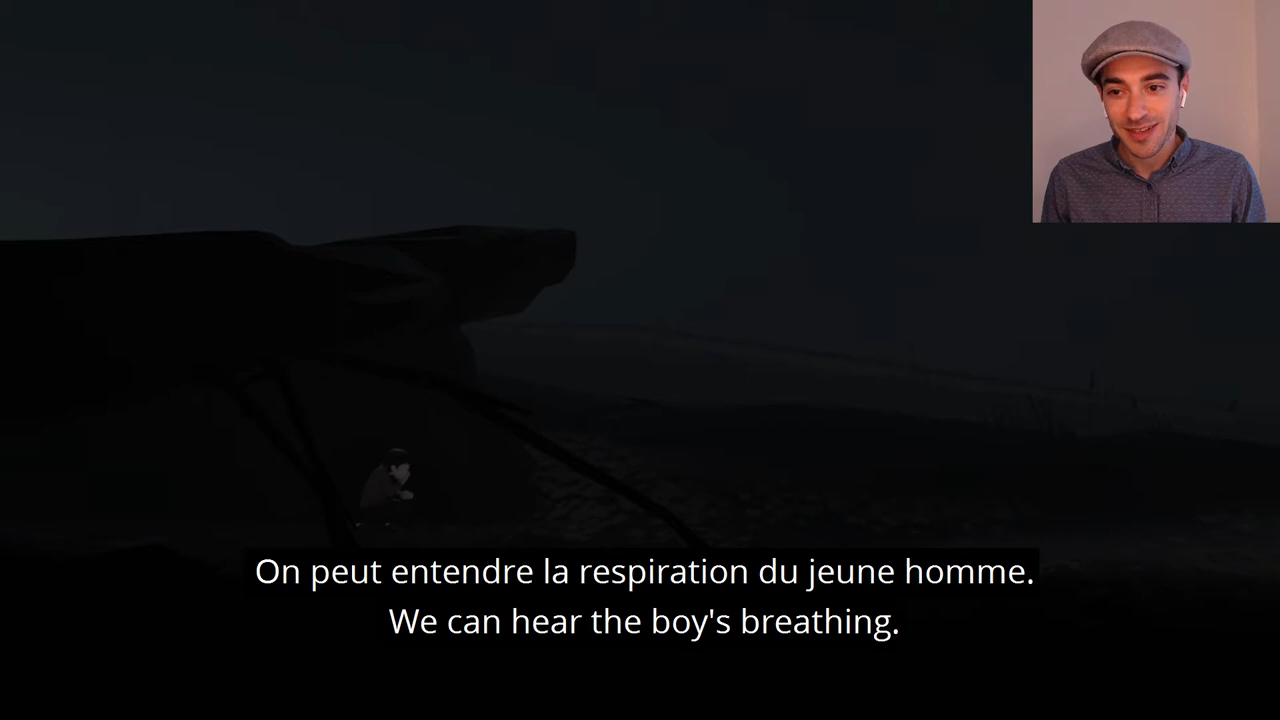 On peut entendre la respiration du jeune homme.
We can hear the boy's breathing.